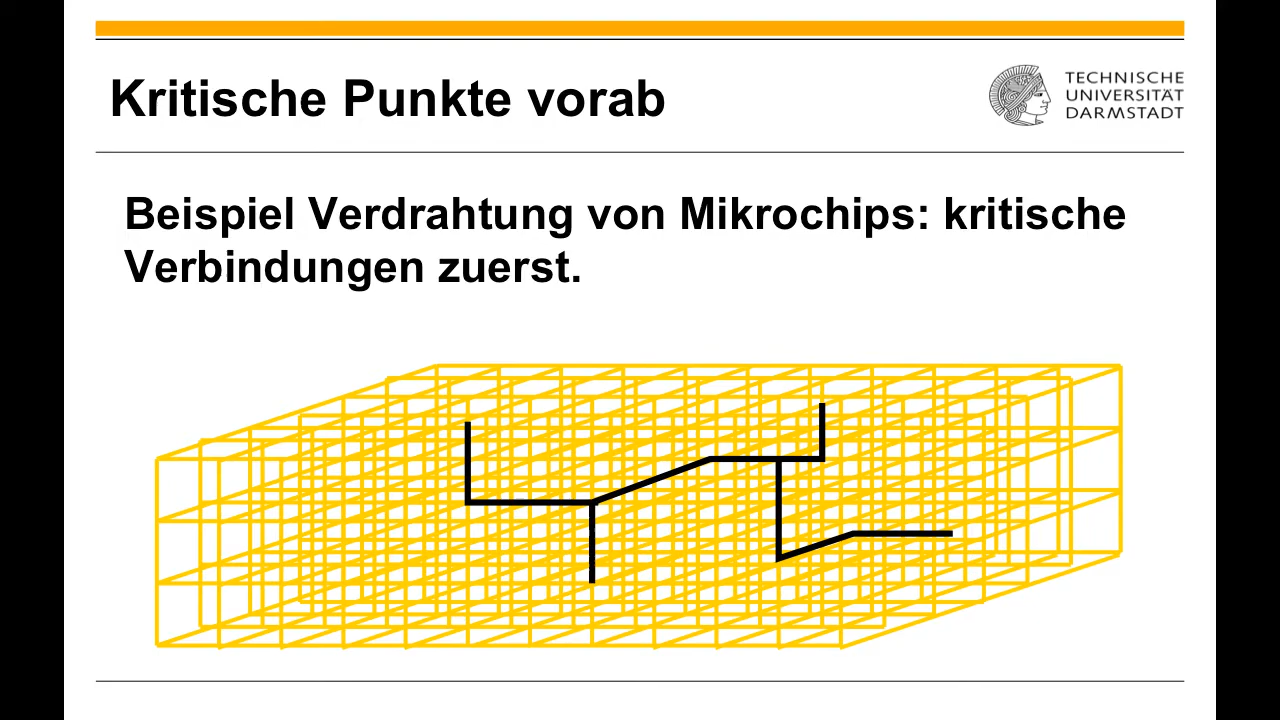 Kritische Punkte vorab
TECHNISCHE
UNIVERSITÄT
DARMSTADT
Beispiel Verdrahtung von Mikrochips: kritische
Verbindungen zuerst.